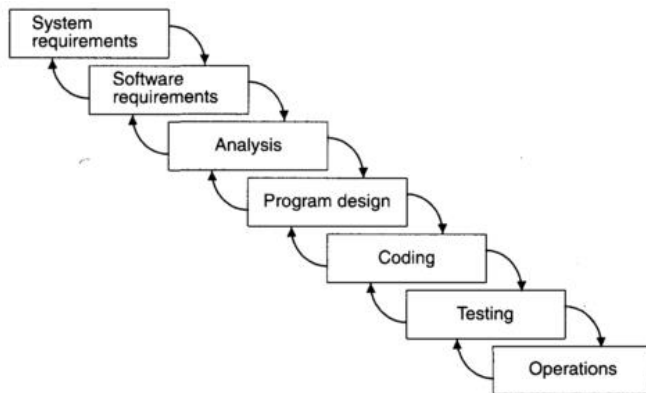 System
requirements
Software
requirements
Analysis
Program design
Coding
Testing
Operations